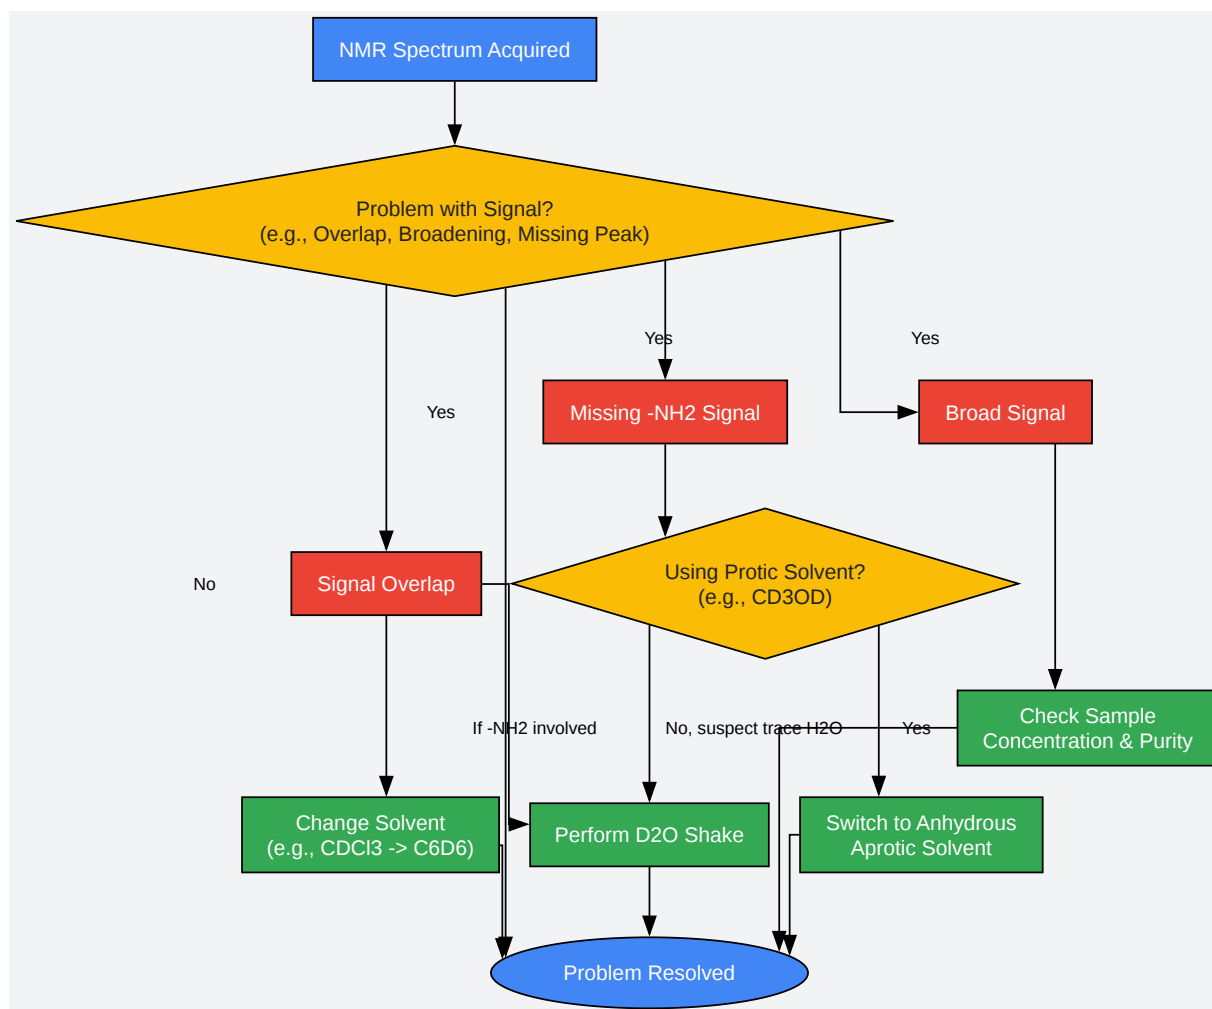 NMR Spectrum Acquired
Problem with Signal?
(e.g., Overlap, Broadening, Missing Peak)
Yes
Yes
Yes
Missing -NH2 Signal
Broad Signal
Using Protic Solvent?
(e.g., CD3OD)
No
Signal Overlap
If -NH2 involved
No, suspect trace H2O
Yes
Check Sample
Concentration & Purity
Change Solvent
(e.g., CDCl3 -> C6D6)
Perform D2O Shake
Switch to Anhydrous
Aprotic Solvent
Problem Resolved